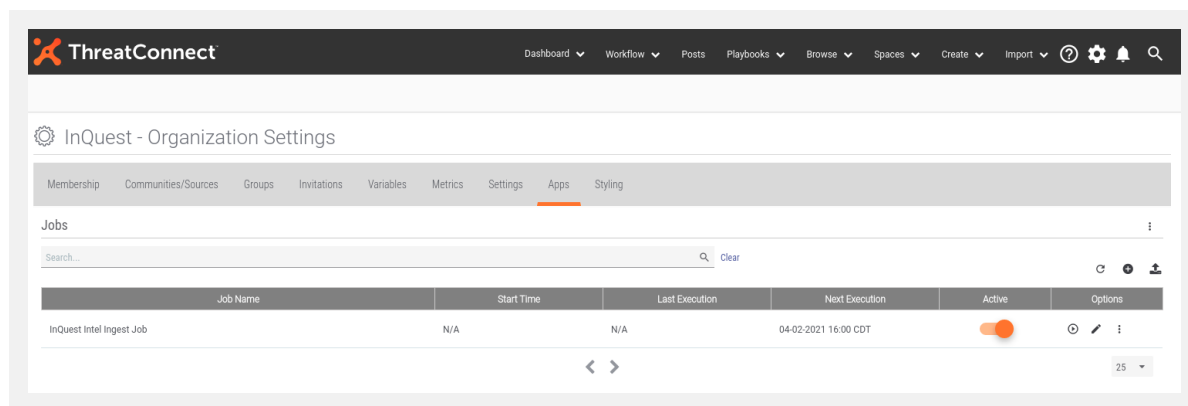 ThreatConnect
Dashboard Workflow Posts Playbooks Browse Spaces Create Import
InQuest - Organization Settings
Membership Communities/Sources Groups Invitations Variables Metrics Settings Apps Styling
Jobs
Search... Clear
Job Name Start Time Last Execution Next Execution Active Options
InQuest Intel Ingest Job N/A N/A 04-02-2021 16:00 CDT
25